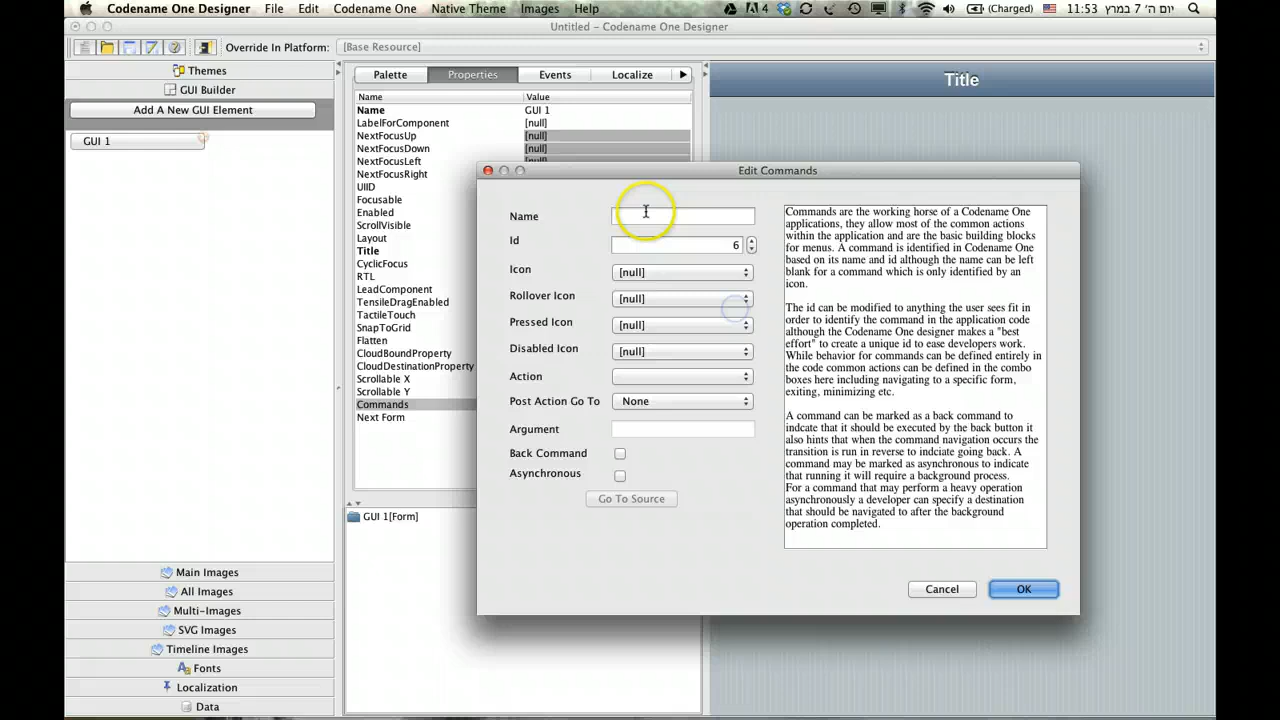 Codename One Designer File Edit Codename One Native Theme Images Help 4 (Charged) 11:53 יום ה' 7 במרץ
Untitled - Codename One Designer
Override In Platform: [Base Resource]
Themes
GUI Builder
Add A New GUI Element
GUI 1
Palette Properties Events Localize
Name Value
Name GUI 1
LabelForComponent [null]
NextFocusUp [null]
NextFocusDown [null]
NextFocusLeft [null]
NextFocusRight [null]
UIID
Focusable
Enabled
ScrollVisible
Layout
Title
CyclicFocus
RTL
LeadComponent
TensileDragEnabled
TactileTouch
SnapToGrid
Flatten
CloudBoundProperty
CloudDestinationProperty
Scrollable X
Scrollable Y
Commands
Next Form
GUI 1[Form]
Main Images
All Images
Multi-Images
SVG Images
Timeline Images
Fonts
Localization
Data
Title
Edit Commands
Name
Id 6
Icon [null]
Rollover Icon [null]
Pressed Icon [null]
Disabled Icon [null]
Action
Post Action Go To None
Argument
Back Command
Asynchronous
Go To Source
Commands are the working horse of a Codename One
applications, they allow most of the common actions
within the application and are the basic building blocks
for menus. A command is identified in Codename One
based on its name and id although the name can be left
blank for a command which is only identified by an
icon.
The id can be modified to anything the user sees fit in
order to identify the command in the application code
although the Codename One designer makes a "best
effort" to create a unique id to ease developers work.
While behavior for commands can be defined entirely in
the code common actions can be defined in the combo
boxes here including navigating to a specific form,
exiting, minimizing etc.
A command can be marked as a back command to
indcate that it should be executed by the back button it
also hints that when the command navigation occurs the
transition is run in reverse to indciate going back. A
command may be marked as asynchronous to indicate
that running it will require a background process.
For a command that may perform a heavy operation
asynchronously a developer can specify a destination
that should be navigated to after the background
operation completed.
Cancel OK